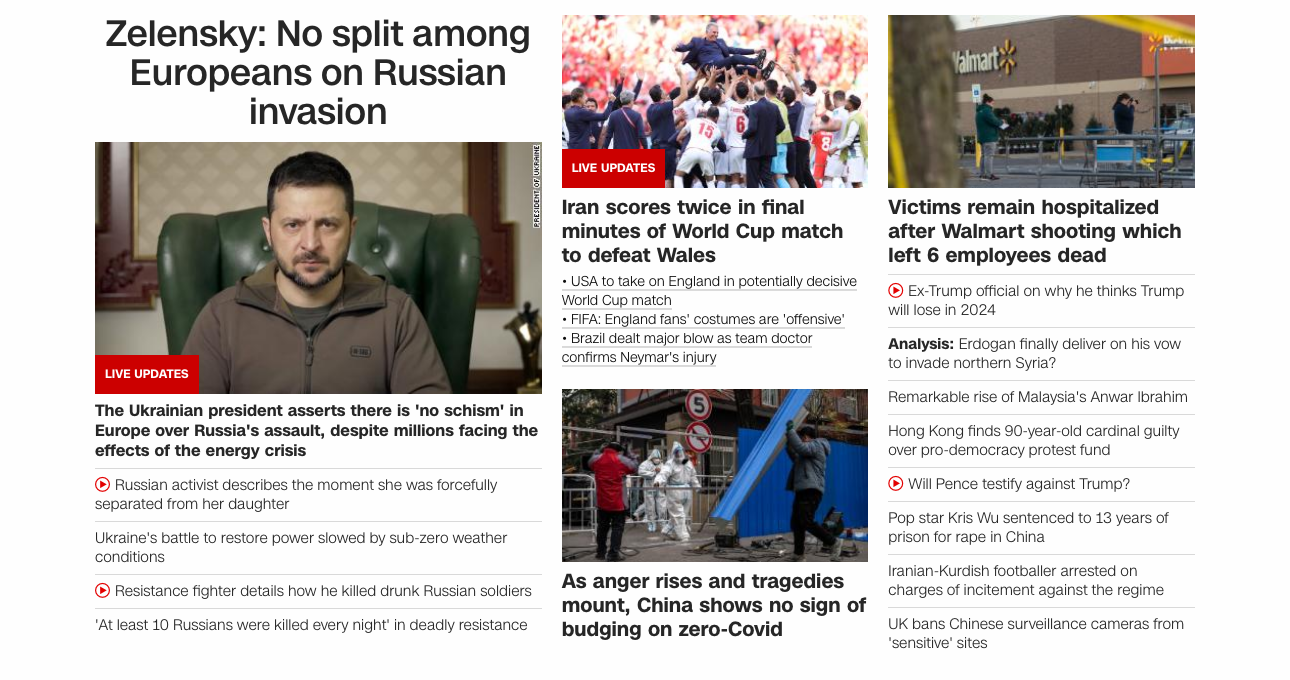 Zelensky: No split among
Europeans on Russian
invasion
PRESIDENT OF UKRAINE
LIVE UPDATES
The Ukrainian president asserts there is 'no schism' in
Europe over Russia's assault, despite millions facing the
effects of the energy crisis
Russian activist describes the moment she was forcefully
separated from her daughter
Ukraine's battle to restore power slowed by sub-zero weather
conditions
Resistance fighter details how he killed drunk Russian soldiers
'At least 10 Russians were killed every night' in deadly resistance
15
6
8
LIVE UPDATES
Iran scores twice in final
minutes of World Cup match
to defeat Wales
• USA to take on England in potentially decisive
World Cup match
• FIFA: England fans' costumes are 'offensive'
• Brazil dealt major blow as team doctor
confirms Neymar's injury
5
As anger rises and tragedies
mount, China shows no sign of
budging on zero-Covid
Walmart
Victims remain hospitalized
after Walmart shooting which
left 6 employees dead
Ex-Trump official on why he thinks Trump
will lose in 2024
Analysis: Erdogan finally deliver on his vow
to invade northern Syria?
Remarkable rise of Malaysia's Anwar Ibrahim
Hong Kong finds 90-year-old cardinal guilty
over pro-democracy protest fund
Will Pence testify against Trump?
Pop star Kris Wu sentenced to 13 years of
prison for rape in China
Iranian-Kurdish footballer arrested on
charges of incitement against the regime
UK bans Chinese surveillance cameras from
'sensitive' sites